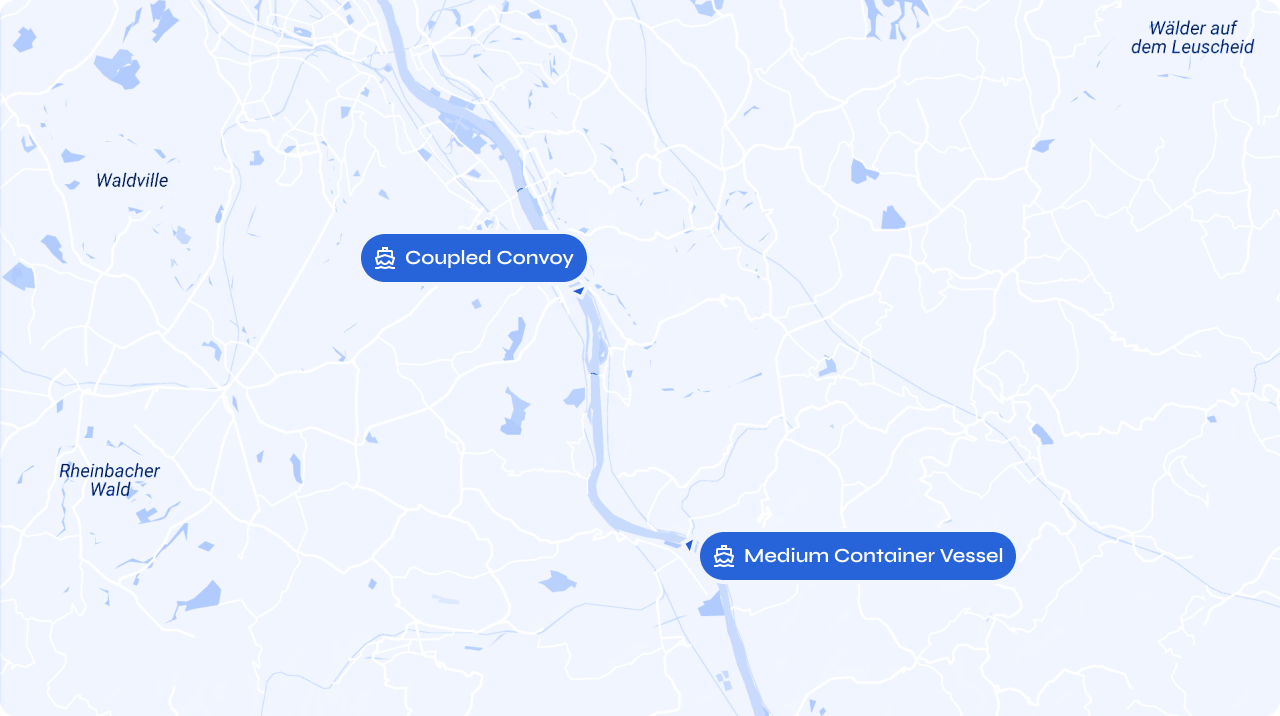 Wälder auf
dem Leuscheid
Waldville
Coupled Convoy
Rheinbacher
Wald
Medium Container Vessel